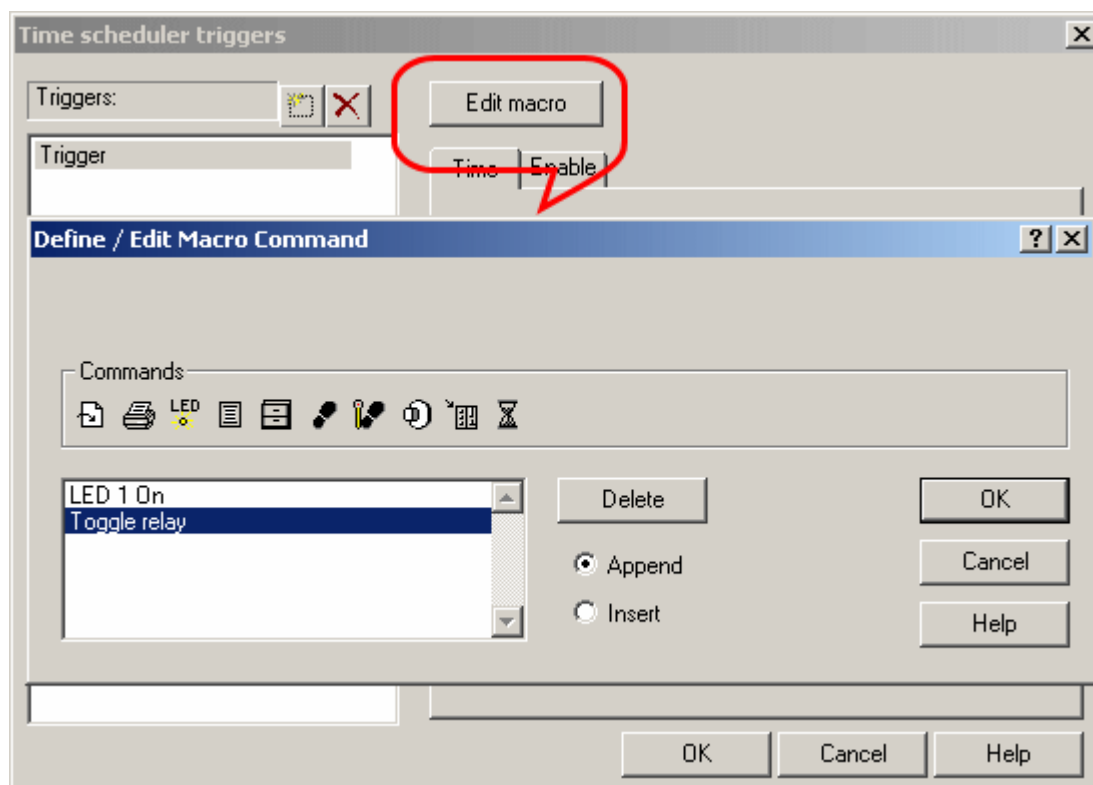 Time scheduler triggers
Triggers:
Edit macro
Trigger
Time
Enable
Define / Edit Macro Command
Commands
LED
LED 1 On
Toggle relay
Delete
Append
Insert
OK
Cancel
Help
OK
Cancel
Help